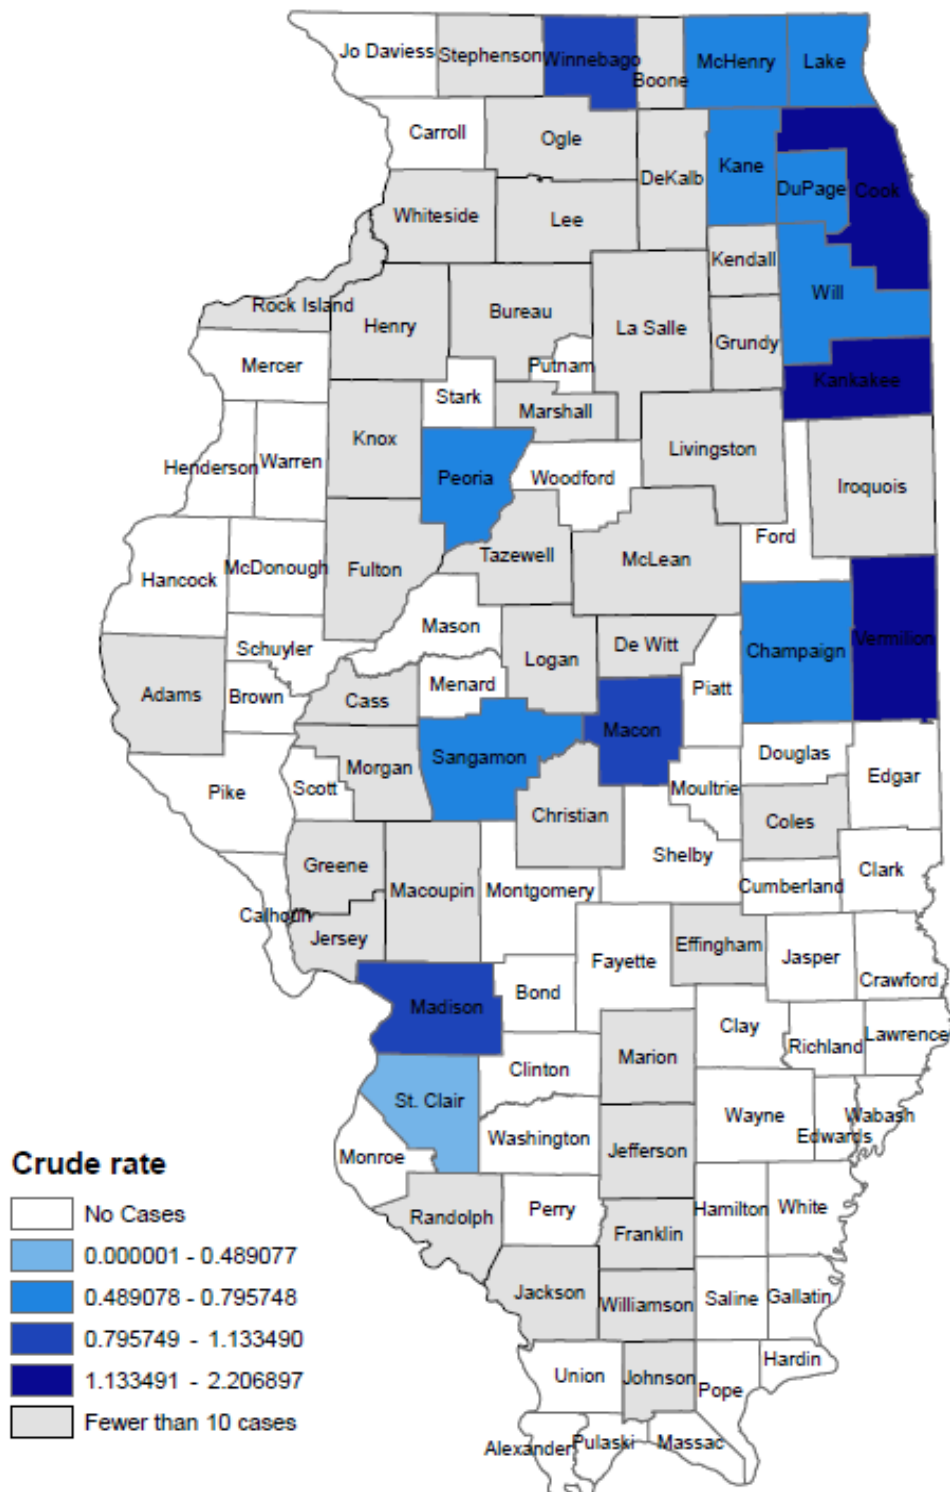 Jo Daviess
Stephenson
Winnebago
Boone
McHenry
Lake
Carroll
Ogle
DeKalb
Kane
DuPage
Cook
Whiteside
Lee
Kendall
Rock Island
Henry
Bureau
La Salle
Grundy
Will
Mercer
Putnam
Kankakee
Stark
Marshall
Knox
Henderson
Warren
Peoria
Woodford
Livingston
Iroquois
Ford
Hancock
McDonough
Fulton
Tazewell
McLean
Mason
Schuyler
Logan
De Witt
Champaign
Vermilion
Adams
Brown
Cass
Menard
Piatt
Macon
Sangamon
Douglas
Pike
Scott
Morgan
Christian
Moultrie
Edgar
Coles
Greene
Macoupin
Montgomery
Shelby
Cumberland
Clark
Calhoun
Jersey
Fayette
Effingham
Jasper
Crawford
Madison
Bond
Clay
Richland
Lawrence
Marion
Clinton
St. Clair
Wayne
Edwards
Wabash
Monroe
Washington
Jefferson
Randolph
Perry
Franklin
Hamilton
White
Jackson
Williamson
Saline
Gallatin
Union
Johnson
Pope
Hardin
Alexander
Pulaski
Massac
Crude rate
No Cases
0.000001 - 0.489077
0.489078 - 0.795748
0.795749 - 1.133490
1.133491 - 2.206897
Fewer than 10 cases